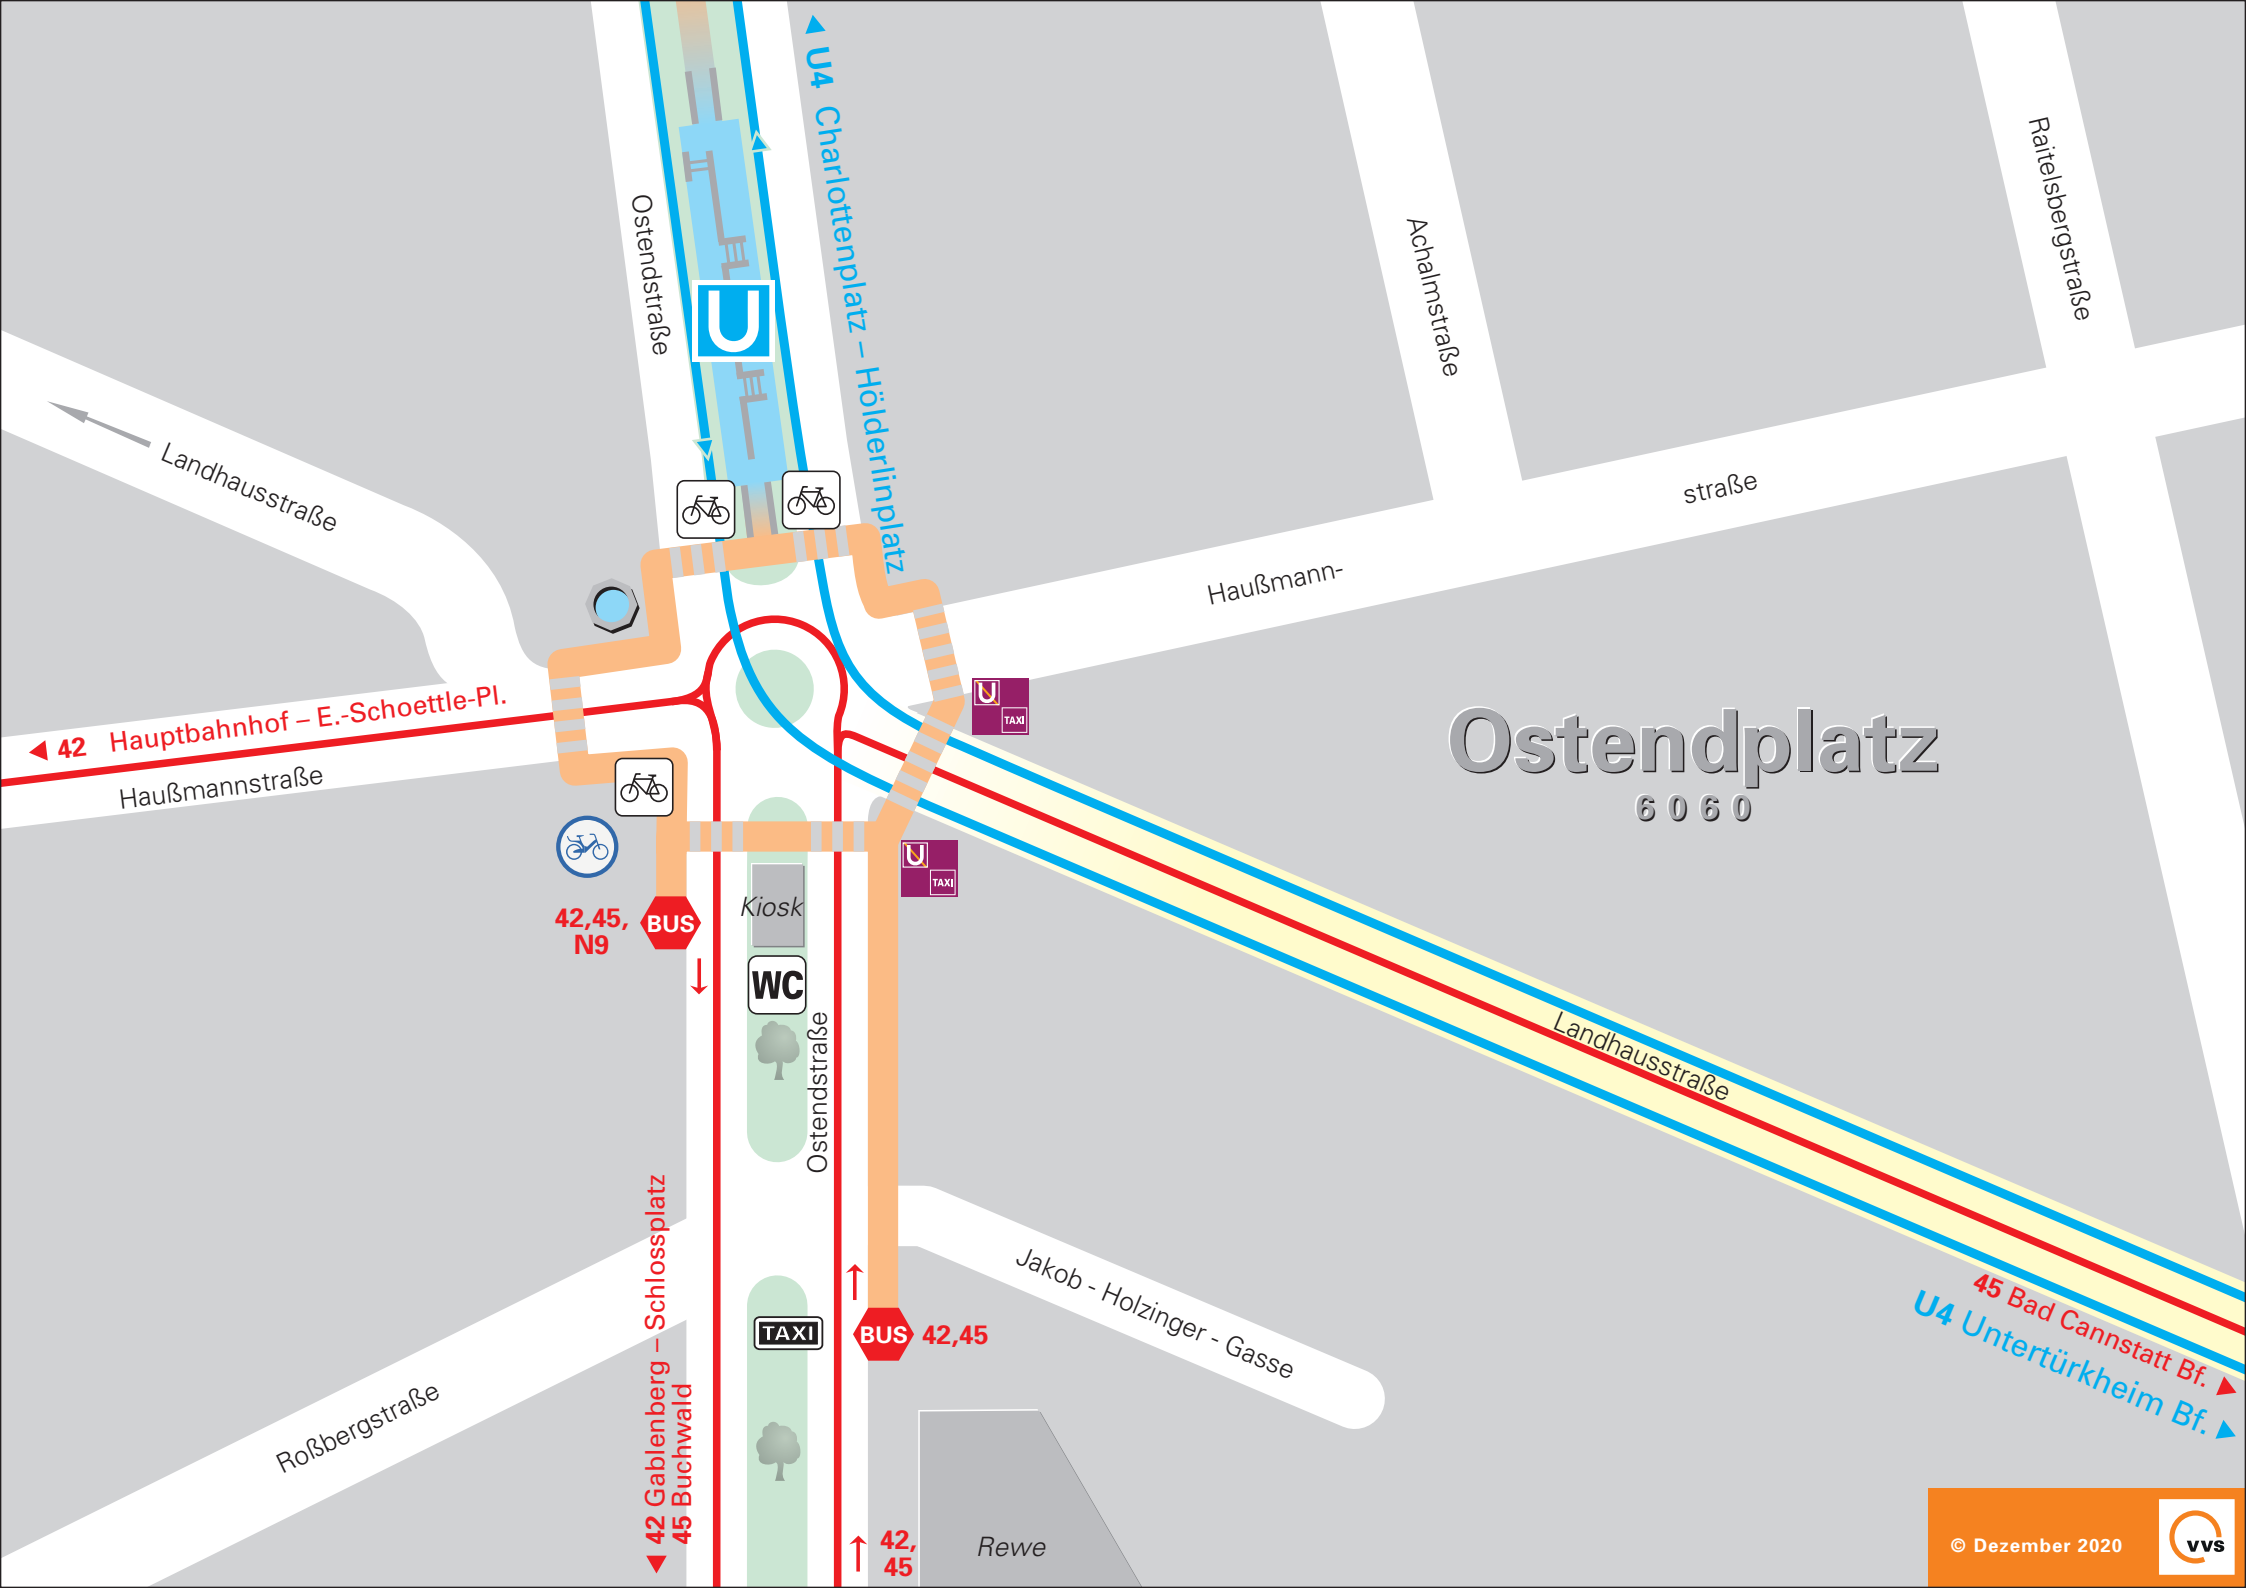 U4 Charlottenplatz – Hölderlinplatz
Ostendstraße
U
Achalmstraße
Raitelsbergstraße
Landhausstraße
Haußmann-
straße
42 Hauptbahnhof – E.-Schoettle-Pl.
Haußmannstraße
U
TAXI
Ostendplatz
6060
U
TAXI
42,45,
N9
BUS
Kiosk
WC
Ostendstraße
Landhausstraße
Jakob - Holzinger - Gasse
TAXI
BUS
42,45
Roßbergstraße
42 Gablenberg – Schlossplatz
45 Buchwald
45 Bad Cannstatt Bf.
U4 Untertürkheim Bf.
42,
45
Rewe
© Dezember 2020
vvs